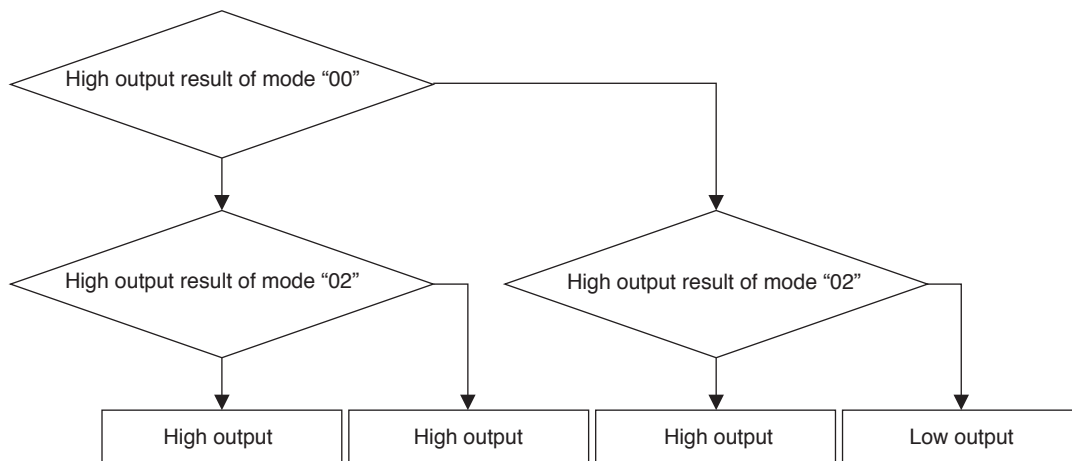 High output result of mode “00”
High output result of mode “02”
High output result of mode “02”
High output
High output
High output
Low output